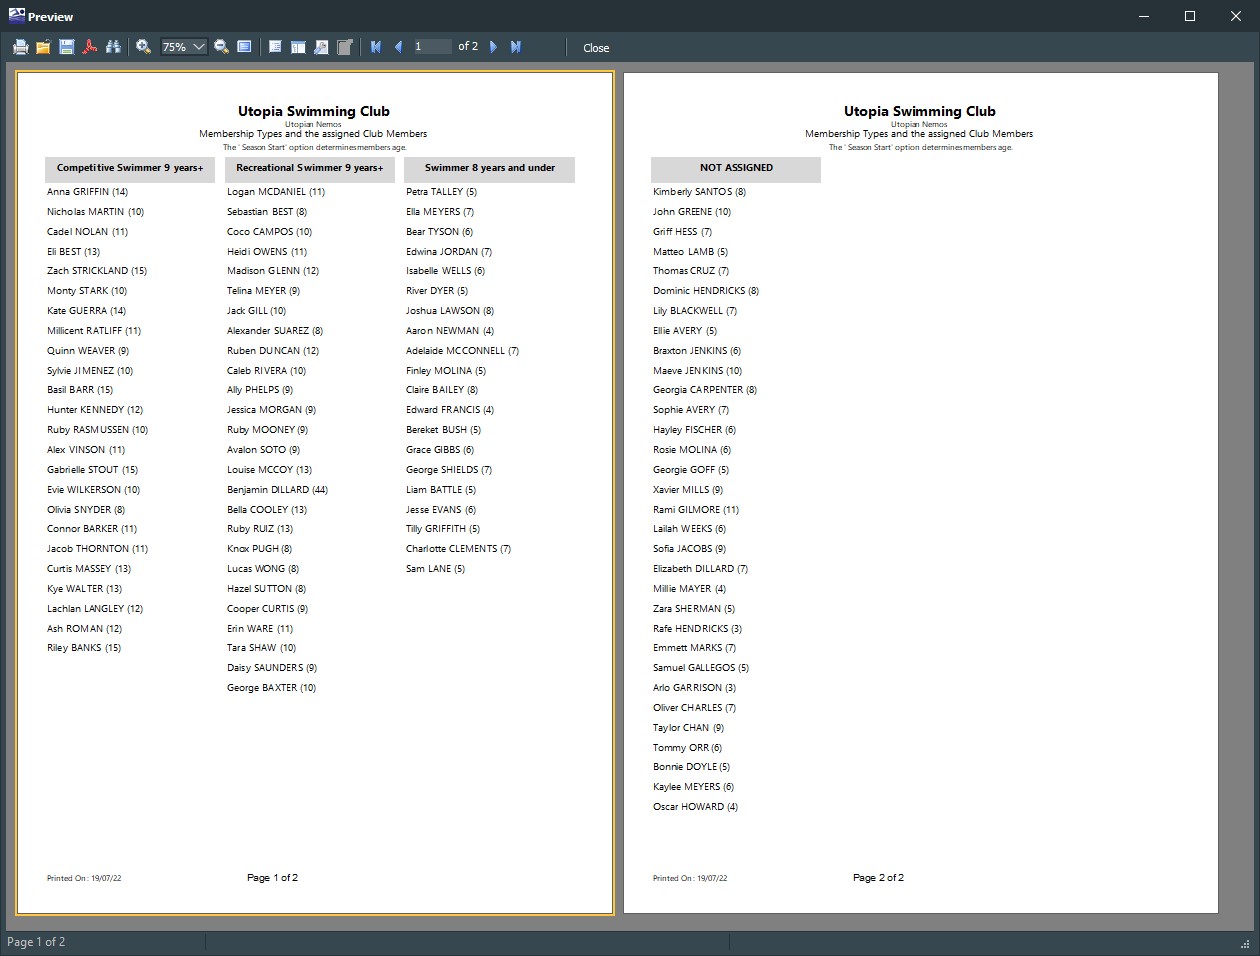 Preview
75%
1 of 2
Close
Utopia Swimming Club
Utopian Nemos
Membership Types and the assigned Club Members
The ' Season Start' option determines members age.
Competitive Swimmer 9 years+
Anna GRIFFIN (14)
Nicholas MARTIN (10)
Cadel NOLAN (11)
Eli BEST (13)
Zach STRICKLAND (15)
Monty STARK (10)
Kate GUERRA (14)
Millicent RATLIFF (11)
Quinn WEAVER (9)
Sylvie JIMENEZ (10)
Basil BARR (15)
Hunter KENNEDY (12)
Ruby RASMUSSEN (10)
Alex VINSON (11)
Gabrielle STOUT (15)
Evie WILKERSON (10)
Olivia SNYDER (8)
Connor BARKER (11)
Jacob THORNTON (11)
Curtis MASSEY (13)
Kye WALTER (13)
Lachlan LANGLEY (12)
Ash ROMAN (12)
Riley BANKS (15)
Recreational Swimmer 9 years+
Logan MCDANIEL (11)
Sebastian BEST (8)
Coco CAMPOS (10)
Heidi OWENS (11)
Madison GLENN (12)
Telina MEYER (9)
Jack GILL (10)
Alexander SUAREZ (8)
Ruben DUNCAN (12)
Caleb RIVERA (10)
Ally PHELPS (9)
Jessica MORGAN (9)
Ruby MOONEY (9)
Avalon SOTO (9)
Louise MCCOY (13)
Benjamin DILLARD (44)
Bella COOLEY (13)
Ruby RUIZ (13)
Knox PUGH (8)
Lucas WONG (8)
Hazel SUTTON (8)
Cooper CURTIS (9)
Erin WARE (11)
Tara SHAW (10)
Daisy SAUNDERS (9)
George BAXTER (10)
Swimmer 8 years and under
Petra TALLEY (5)
Ella MEYERS (7)
Bear TYSON (6)
Edwina JORDAN (7)
Isabelle WELLS (6)
River DYER (5)
Joshua LAWSON (8)
Aaron NEWMAN (4)
Adelaide MCCONNELL (7)
Finley MOLINA (5)
Claire BAILEY (8)
Edward FRANCIS (4)
Bereket BUSH (5)
Grace GIBBS (6)
George SHIELDS (7)
Liam BATTLE (5)
Jesse EVANS (6)
Tilly GRIFFITH (5)
Charlotte CLEMENTS (7)
Sam LANE (5)
Printed On : 19/07/22
Page 1 of 2
Utopia Swimming Club
Utopian Nemos
Membership Types and the assigned Club Members
The ' Season Start' option determines members age.
NOT ASSIGNED
Kimberly SANTOS (8)
John GREENE (10)
Griff HESS (7)
Matteo LAMB (5)
Thomas CRUZ (7)
Dominic HENDRICKS (8)
Lily BLACKWELL (7)
Ellie AVERY (5)
Braxton JENKINS (6)
Maeve JENKINS (10)
Georgia CARPENTER (8)
Sophie AVERY (7)
Hayley FISCHER (6)
Rosie MOLINA (6)
Georgie GOFF (5)
Xavier MILLS (9)
Rami GILMORE (11)
Lailah WEEKS (6)
Sofia JACOBS (9)
Elizabeth DILLARD (7)
Millie MAYER (4)
Zara SHERMAN (5)
Rafe HENDRICKS (3)
Emmett MARKS (7)
Samuel GALLEGOS (5)
Arlo GARRISON (3)
Oliver CHARLES (7)
Taylor CHAN (9)
Tommy ORR (6)
Bonnie DOYLE (5)
Kaylee MEYERS (6)
Oscar HOWARD (4)
Printed On : 19/07/22
Page 2 of 2
Page 1 of 2